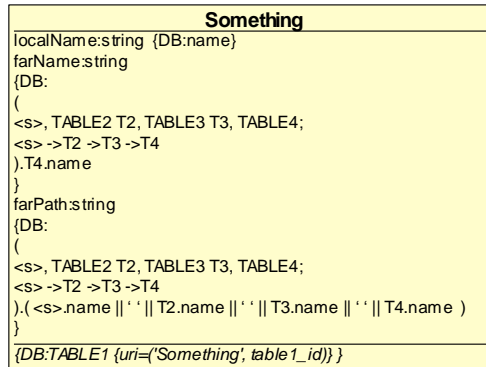 Something
localName:string {DB:name}
farName:string
{DB:
(
<s>, TABLE2 T2, TABLE3 T3, TABLE4;
<s> ->T2 ->T3 ->T4
).T4.name
}
farPath:string
{DB:
(
<s>, TABLE2 T2, TABLE3 T3, TABLE4;
<s> ->T2 ->T3 ->T4
).( <s>.name || ‘ ‘ || T2.name || ‘ ‘ || T3.name || ‘ ‘ || T4.name )
}
{DB:TABLE1 {uri=('Something', table1_id)} }